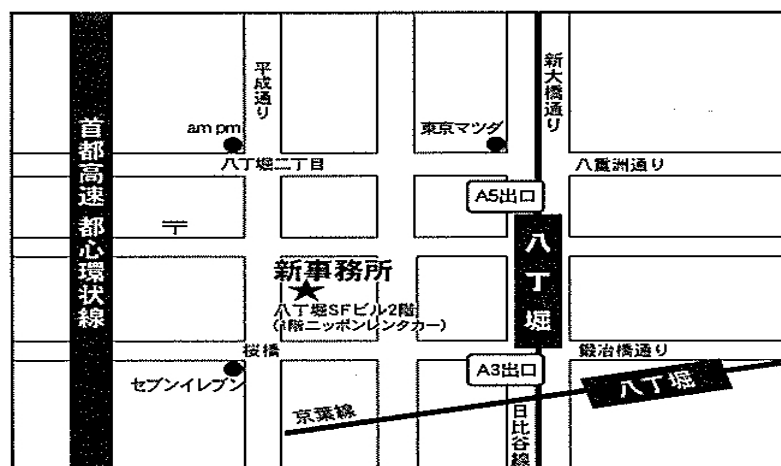 平成通り
新大橋通り
am pm
東京マツダ
首都高速 都心環状線
八丁堀二丁目
八重洲通り
A5出口
〒
八丁堀
新事務所
八丁堀SFビル2階
(1階ニッポンレンタカー)
桜橋
鍛冶橋通り
A3出口
セブンイレブン
八丁堀
京葉線
日比谷線